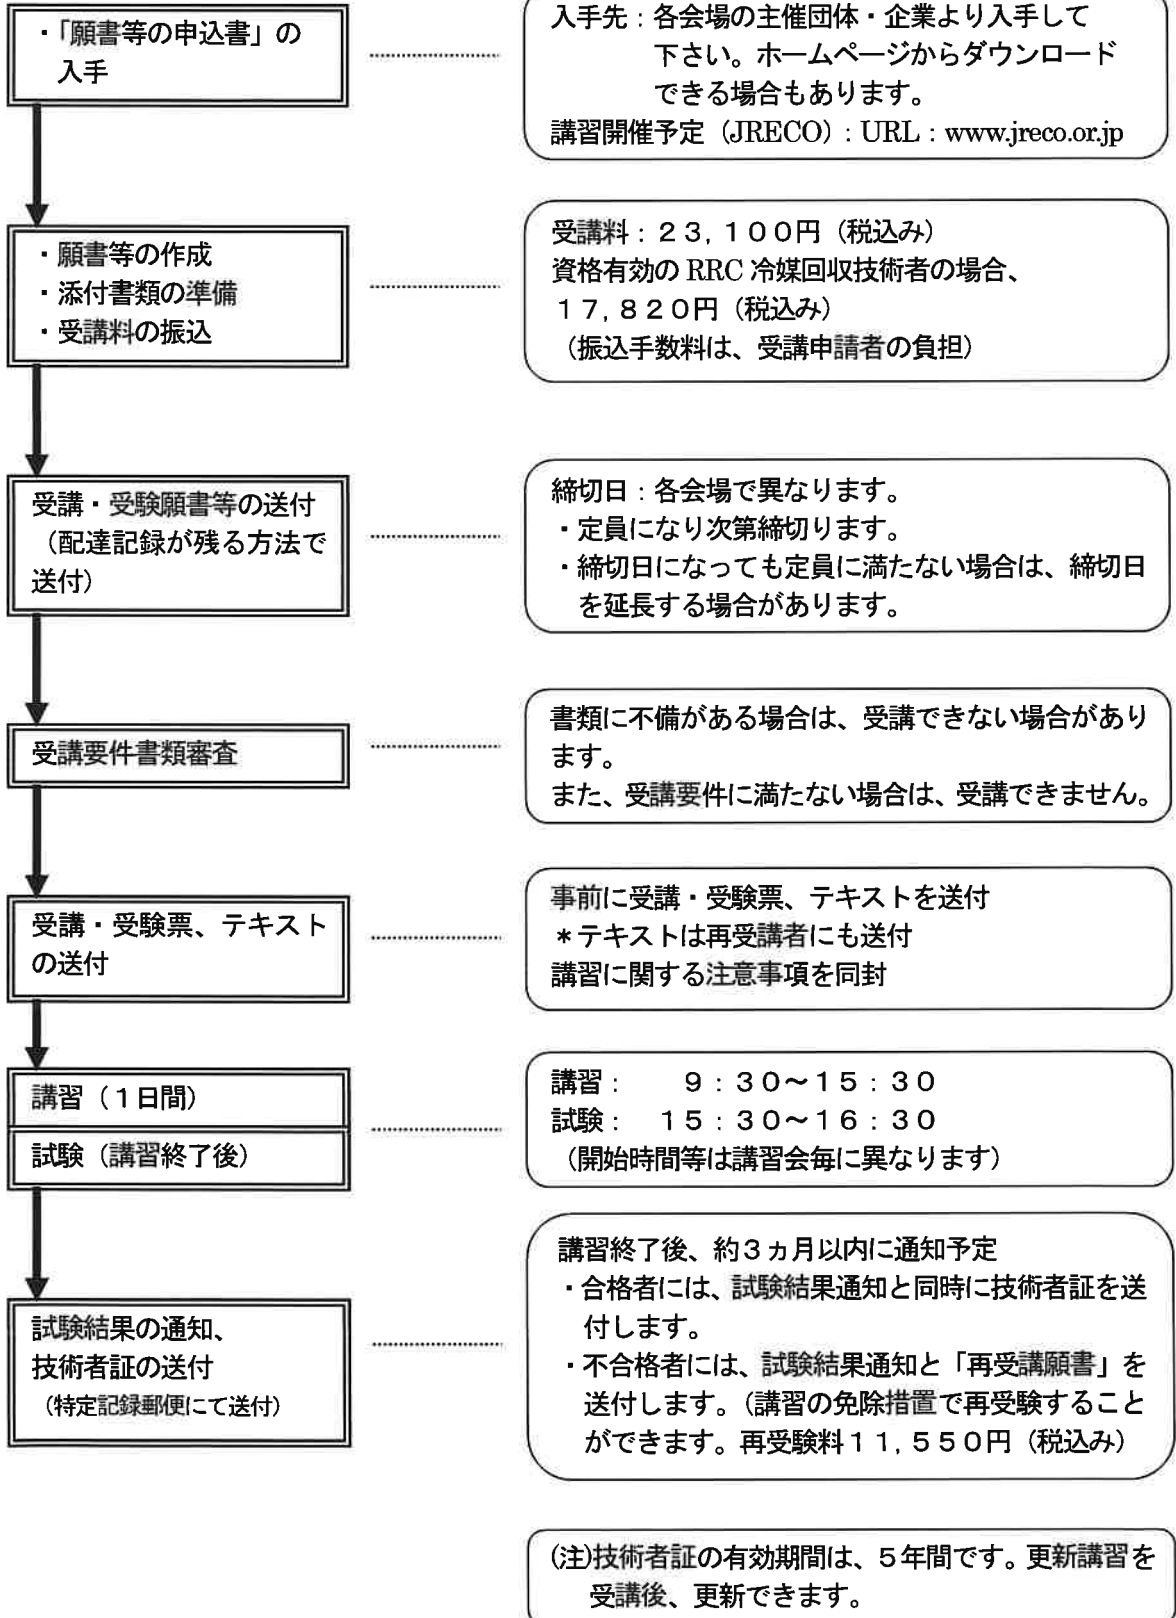 ・「願書等の申込書」の
入手
入手先：各会場の主催団体・企業より入手して
下さい。ホームページからダウンロード
できる場合もあります。
講習開催予定（JRECO）：URL：www.jreco.or.jp
・願書等の作成
・添付書類の準備
・受講料の振込
受講料：２３，１００円（税込み）
資格有効の RRC 冷媒回収技術者の場合、
１７，８２０円（税込み）
（振込手数料は、受講申請者の負担）
受講・受験願書等の送付
（配達記録が残る方法で
送付）
締切日：各会場で異なります。
・定員になり次第締切ります。
・締切日になっても定員に満たない場合は、締切日
を延長する場合があります。
受講要件書類審査
書類に不備がある場合は、受講できない場合があり
ます。
また、受講要件に満たない場合は、受講できません。
受講・受験票、テキスト
の送付
事前に受講・受験票、テキストを送付
＊テキストは再受講者にも送付
講習に関する注意事項を同封
講習（１日間）
試験（講習終了後）
講習：　９：３０～１５：３０
試験：　１５：３０～１６：３０
（開始時間等は講習会毎に異なります）
試験結果の通知、
技術者証の送付
（特定記録郵便にて送付）
講習終了後、約３ヵ月以内に通知予定
・合格者には、試験結果通知と同時に技術者証を送
付します。
・不合格者には、試験結果通知と「再受講願書」を
送付します。（講習の免除措置で再受験すること
ができます。再受験料１１，５５０円（税込み）
(注)技術者証の有効期間は、５年間です。更新講習を
受講後、更新できます。